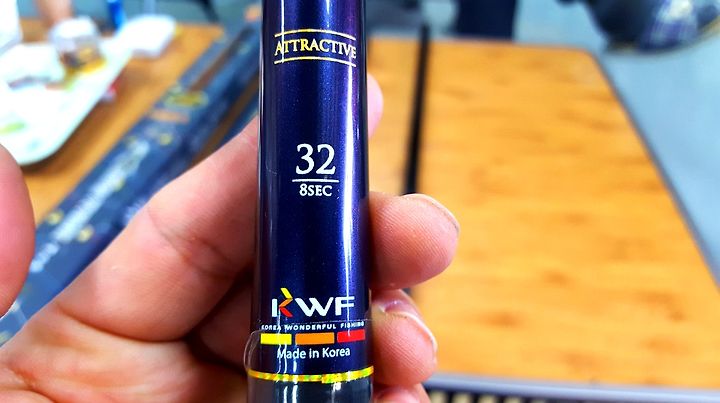 ATTRACTIVE
32
8SEC
KWF
KOREA WONDERFUL FISHING
Made in Korea